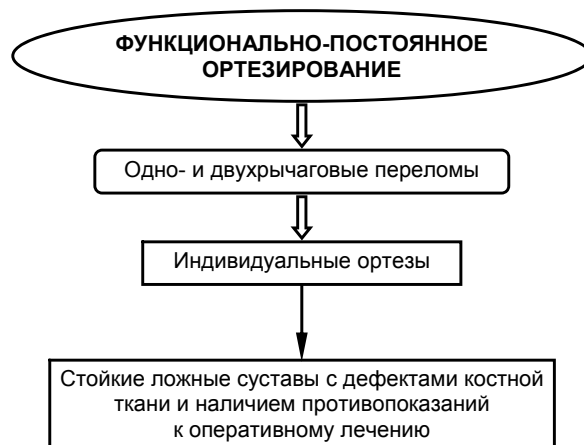 ФУНКЦИОНАЛЬНО-ПОСТОЯННОЕ
ОРТЕЗИРОВАНИЕ
Одно- и двухрычаговые переломы
Индивидуальные ортезы
Стойкие ложные суставы с дефектами костной
ткани и наличием противопоказаний
к оперативному лечению